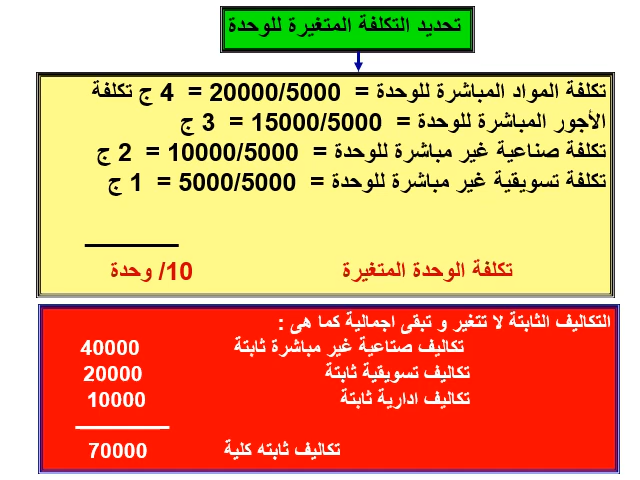 تحديد التكلفة المتغيرة للوحدة
تكلفة المواد المباشرة للوحدة = 20000/5000 = 4 ج تكلفة
الأجور المباشرة للوحدة = 15000/5000 = 3 ج
تكلفة صناعية غير مباشرة للوحدة = 10000/5000 = 2 ج
تكلفة تسويقية غير مباشرة للوحدة = 5000/5000 = 1 ج
تكلفة الوحدة المتغيرة 10/ وحدة
التكاليف الثابتة لا تتغير و تبقى اجمالية كما هى :
تكاليف صتاعية غير مباشرة ثابتة 40000
تكاليف تسويقية ثابتة 20000
تكاليف ادارية ثابتة 10000
تكاليف ثابته كلية 70000